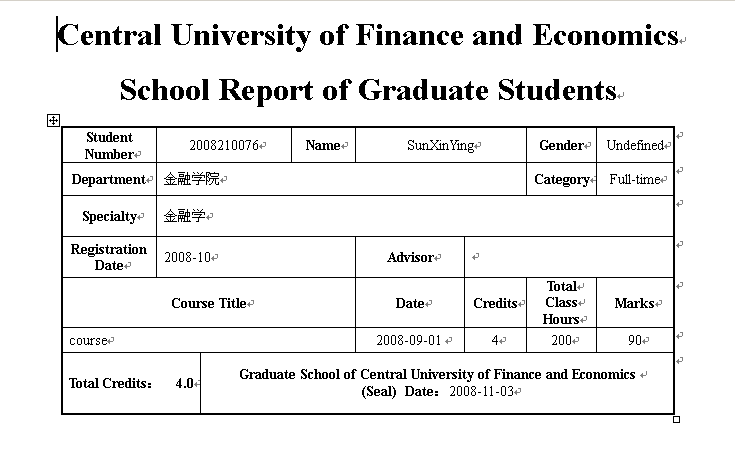 Central University of Finance and Economics
School Report of Graduate Students
Student Number 2008210076 Name SunXinYing Gender Undefined
Department 金融学院 Category Full-time
Specialty 金融学
Registration Date 2008-10 Advisor
Course Title Date Credits Total Class Hours Marks
course 2008-09-01 4 200 90
Total Credits： 4.0 Graduate School of Central University of Finance and Economics
(Seal) Date：2008-11-03